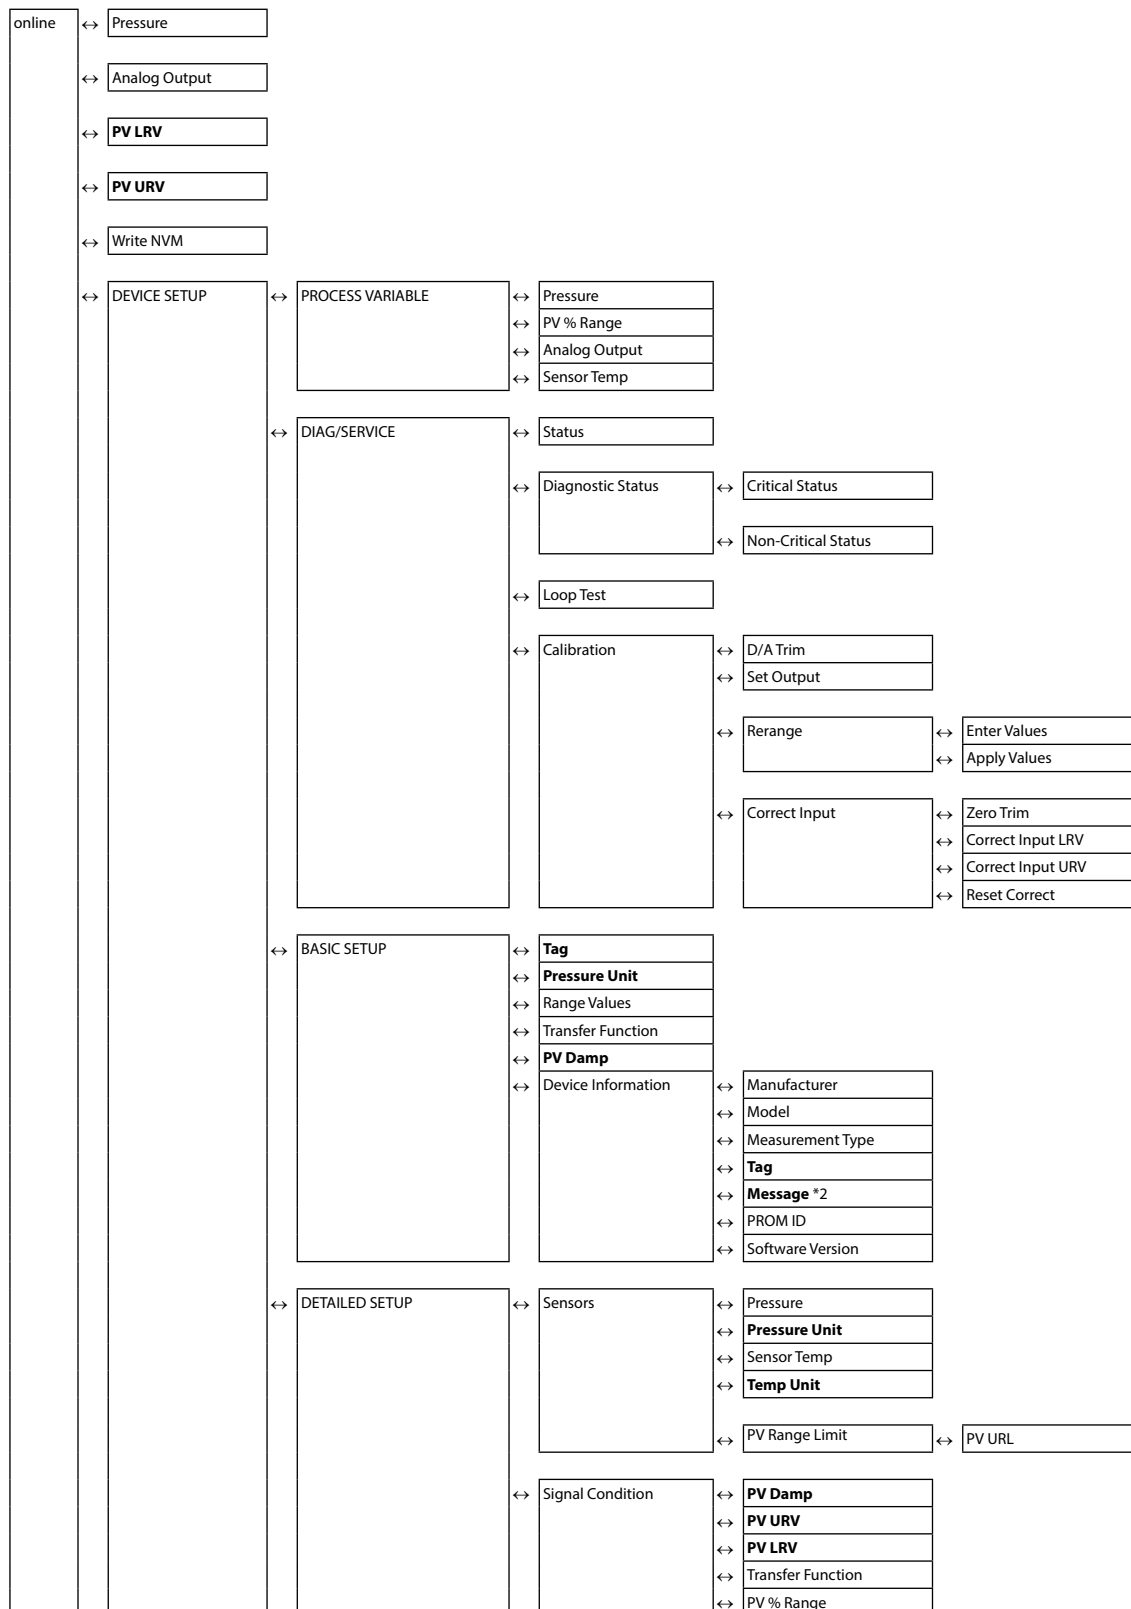 online ↔ Pressure
↔ Analog Output
↔ PV LRV
↔ PV URV
↔ Write NVM
↔ DEVICE SETUP ↔ PROCESS VARIABLE ↔ Pressure
↔ PV % Range
↔ Analog Output
↔ Sensor Temp
↔ DIAG/SERVICE ↔ Status
↔ Diagnostic Status ↔ Critical Status
↔ Non-Critical Status
↔ Loop Test
↔ Calibration ↔ D/A Trim
↔ Set Output
↔ Rerange ↔ Enter Values
↔ Apply Values
↔ Correct Input ↔ Zero Trim
↔ Correct Input LRV
↔ Correct Input URV
↔ Reset Correct
↔ BASIC SETUP ↔ Tag
↔ Pressure Unit
↔ Range Values
↔ Transfer Function
↔ PV Damp
↔ Device Information ↔ Manufacturer
↔ Model
↔ Measurement Type
↔ Tag
↔ Message *2
↔ PROM ID
↔ Software Version
↔ DETAILED SETUP ↔ Sensors ↔ Pressure
↔ Pressure Unit
↔ Sensor Temp
↔ Temp Unit
↔ PV Range Limit ↔ PV URL
↔ Signal Condition ↔ PV Damp
↔ PV URV
↔ PV LRV
↔ Transfer Function
↔ PV % Range